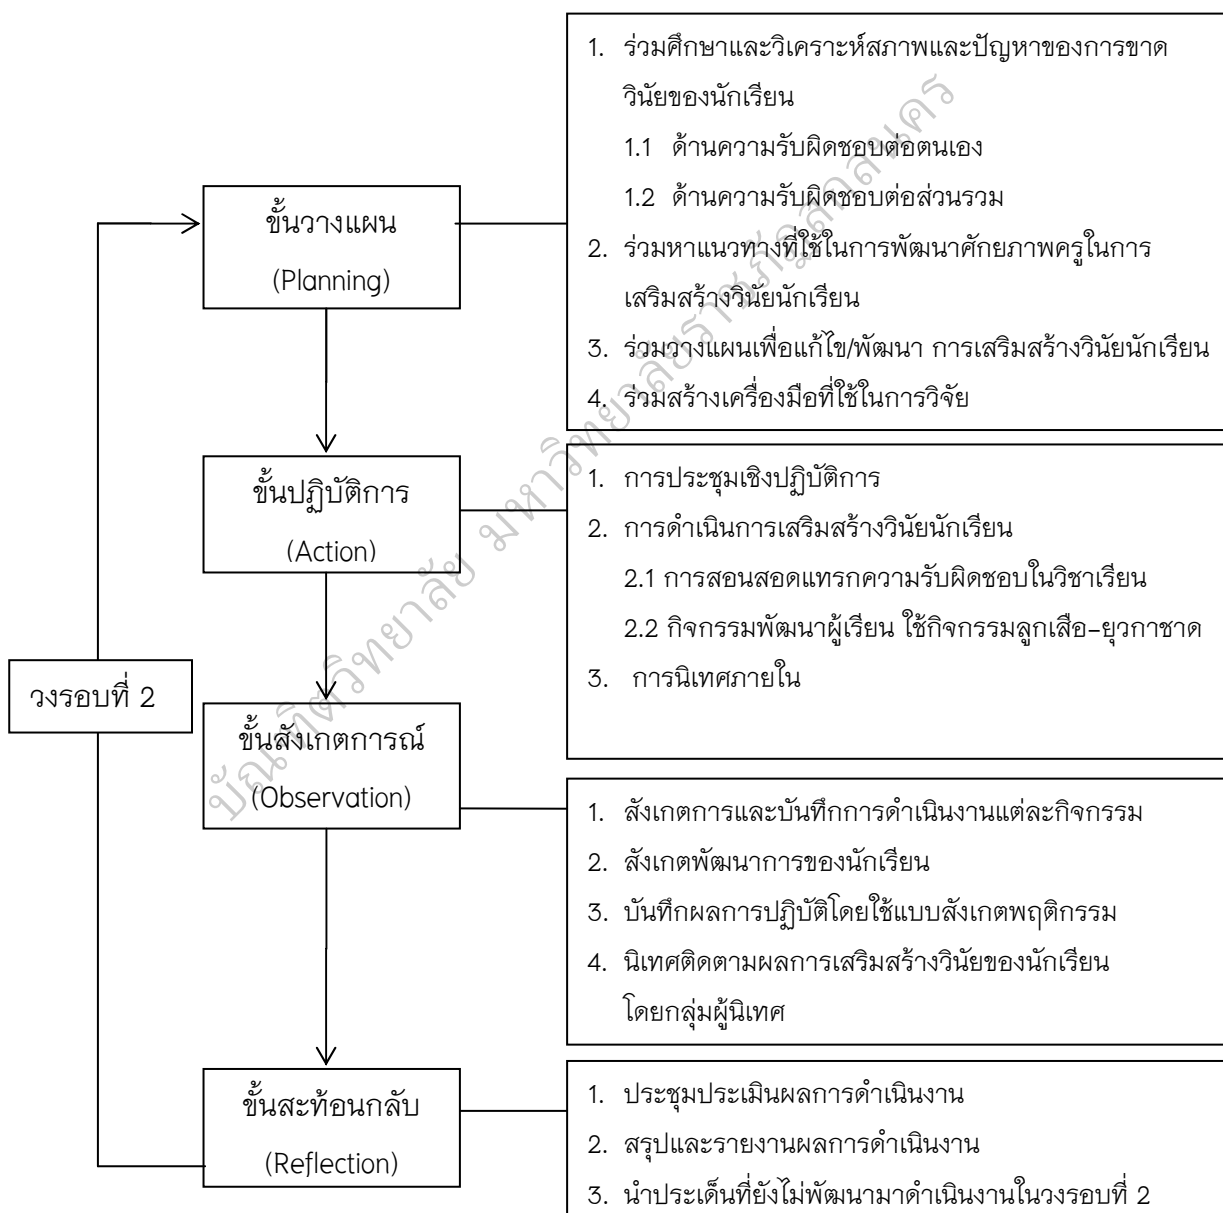 1. ร่วมศึกษาและวิเคราะห์สภาพและปัญหาของการขาด
วินัยของนักเรียน
1.1 ด้านความรับผิดชอบต่อตนเอง
1.2 ด้านความรับผิดชอบต่อส่วนรวม
2. ร่วมหาแนวทางที่ใช้ในการพัฒนาศักยภาพครูในการ
เสริมสร้างวินัยนักเรียน
3. ร่วมวางแผนเพื่อแก้ไข/พัฒนา การเสริมสร้างวินัยนักเรียน
4. ร่วมสร้างเครื่องมือที่ใช้ในการวิจัย
ขั้นวางแผน
(Planning)
ขั้นปฏิบัติการ
(Action)
1. การประชุมเชิงปฏิบัติการ
2. การดำเนินการเสริมสร้างวินัยนักเรียน
2.1 การสอนสอดแทรกความรับผิดชอบในวิชาเรียน
2.2 กิจกรรมพัฒนาผู้เรียน ใช้กิจกรรมลูกเสือ-ยุวกาชาด
3. การนิเทศภายใน
วงรอบที่ 2
ขั้นสังเกตการณ์
(Observation)
1. สังเกตการและบันทึกการดำเนินงานแต่ละกิจกรรม
2. สังเกตพัฒนาการของนักเรียน
3. บันทึกผลการปฏิบัติโดยใช้แบบสังเกตพฤติกรรม
4. นิเทศติดตามผลการเสริมสร้างวินัยของนักเรียน
โดยกลุ่มผู้นิเทศ
ขั้นสะท้อนกลับ
(Reflection)
1. ประชุมประเมินผลการดำเนินงาน
2. สรุปและรายงานผลการดำเนินงาน
3. นำประเด็นที่ยังไม่พัฒนามาดำเนินงานในวงรอบที่ 2
บัณฑิตวิทยาลัย มหาวิทยาลัยราชภัฏสกลนคร